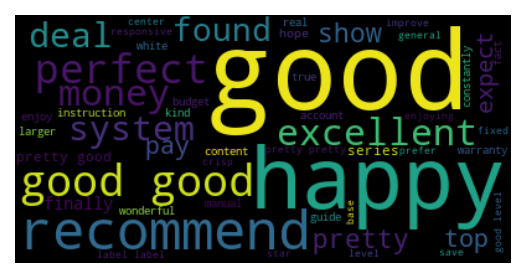 center real improve
responsive hope general
deal found show
white
perfect good constantly expect fact
money true
budget
enjoy instruction kind account enjoying
larger system excellent fixed
pay
pretty good content pretty pretty series prefer warranty
crisp
good good happy
finally manual base
wonderful guide good level
recommend pretty top
label label star level save